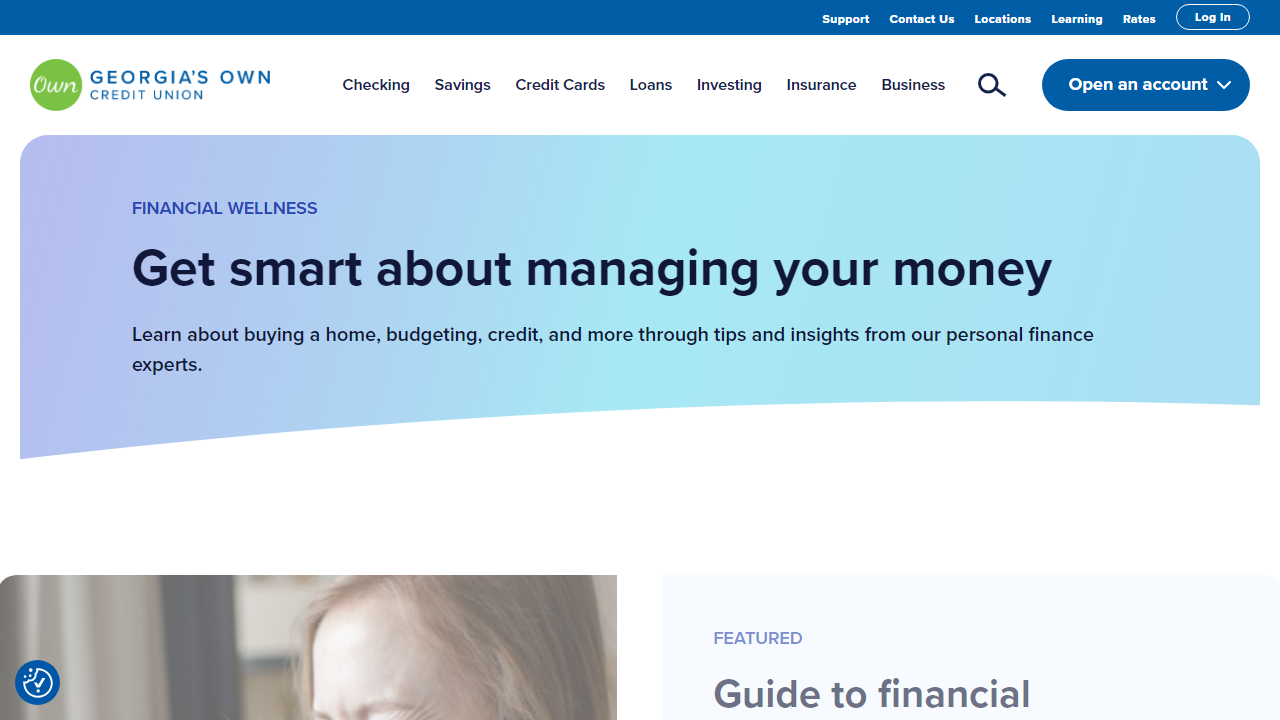 Support Contact Us Locations Learning Rates Log In
Own GEORGIA'S OWN
CREDIT UNION
Checking Savings Credit Cards Loans Investing Insurance Business
Open an account
FINANCIAL WELLNESS
Get smart about managing your money
Learn about buying a home, budgeting, credit, and more through tips and insights from our personal finance
experts.
FEATURED
Guide to financial